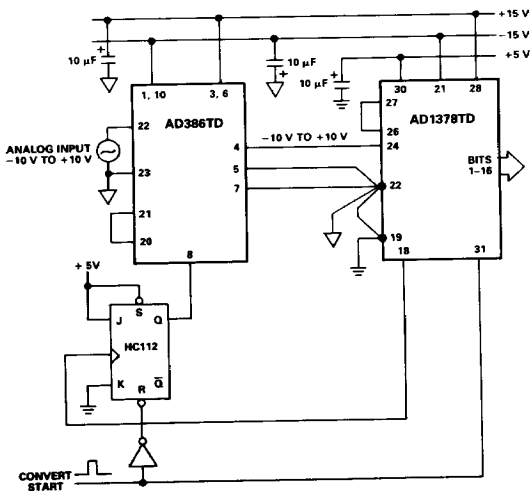 +15 V
-15 V
+5 V
10 µF
+
10 µF
+
10 µF
+
1, 10
3, 6
30
21
28
AD386TD
AD1378TD
27
26
22
4
-10 V TO +10 V
24
ANALOG INPUT
-10 V TO +10 V
5
BITS
1-16
23
7
22
21
20
19
8
18
31
+ 5V
S
J
Q
HC112
K
Q
R
CONVERT
START